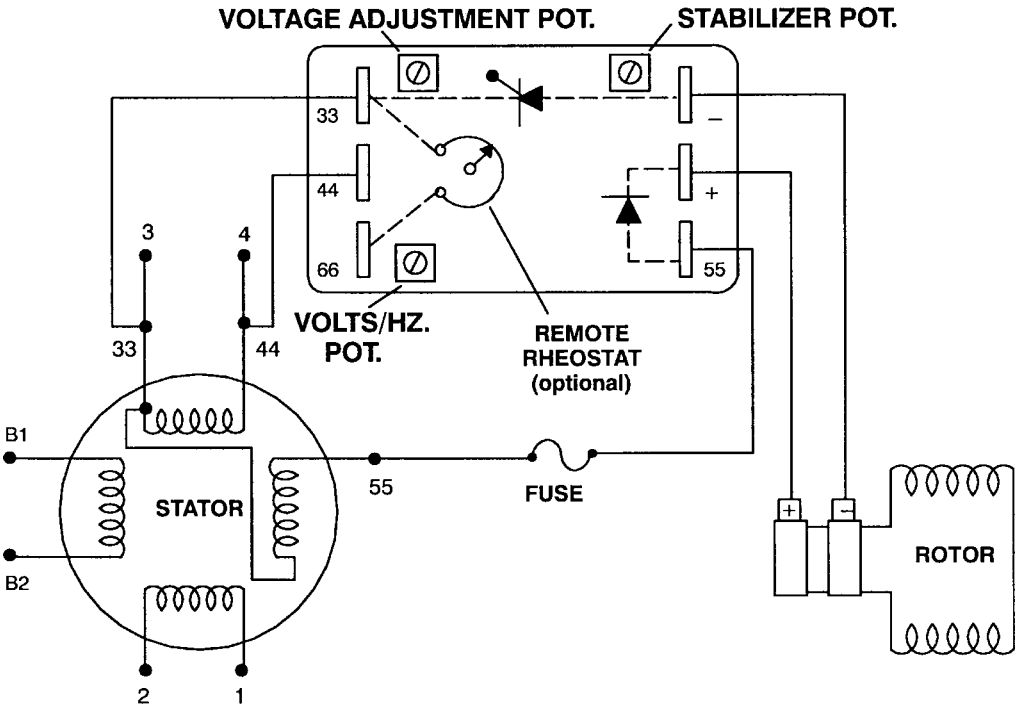 VOLTAGE ADJUSTMENT POT.
STABILIZER POT.
33
−
44
+
66
55
3
4
VOLTS/HZ.
POT.
REMOTE
RHEOSTAT
(optional)
33
44
B1
55
FUSE
STATOR
+
−
ROTOR
B2
2
1